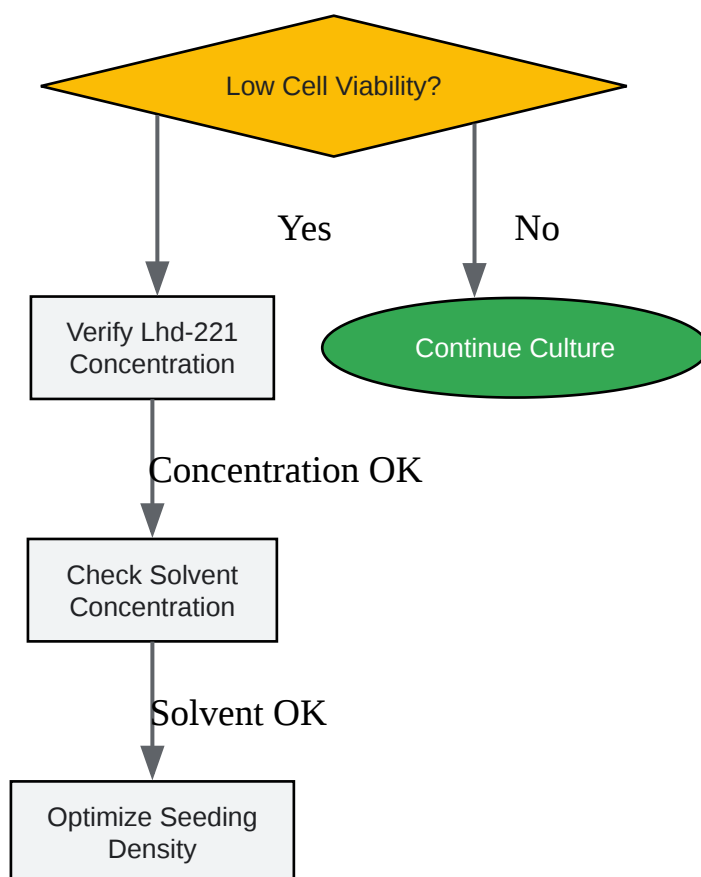 Low Cell Viability?
Yes
No
Verify Lhd-221
Concentration
Continue Culture
Concentration OK
Check Solvent
Concentration
Solvent OK
Optimize Seeding
Density